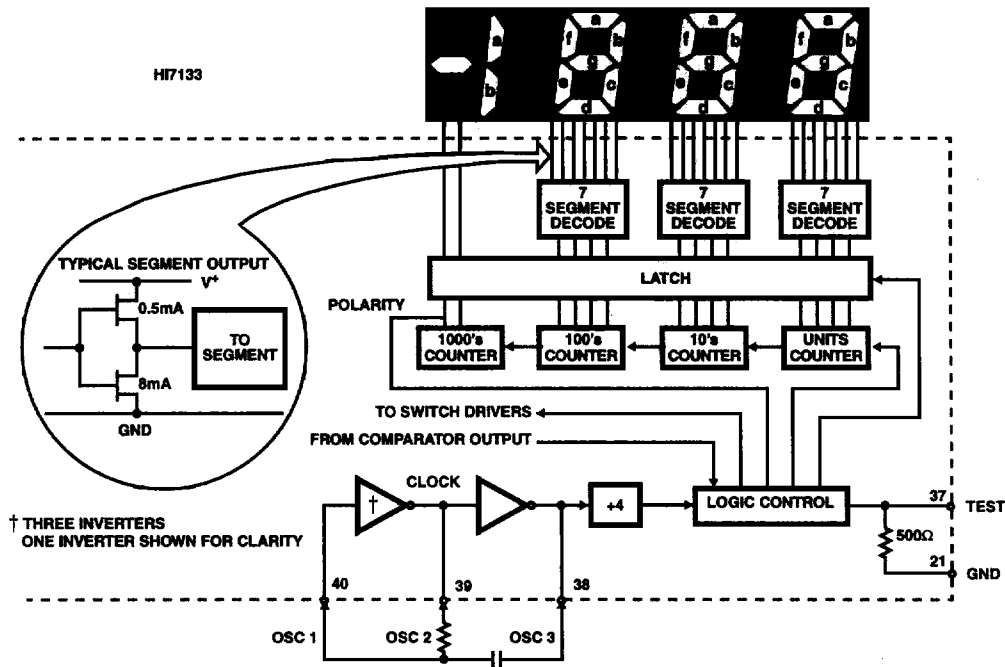 HI7133
a
b
a
f
b
g
e
c
d
a
f
b
g
e
c
d
a
f
b
g
e
c
d
7
SEGMENT
DECODE
7
SEGMENT
DECODE
7
SEGMENT
DECODE
TYPICAL SEGMENT OUTPUT
V+
0.5mA
TO
SEGMENT
8mA
GND
LATCH
POLARITY
1000's
COUNTER
100's
COUNTER
10's
COUNTER
UNITS
COUNTER
TO SWITCH DRIVERS
FROM COMPARATOR OUTPUT
CLOCK
†
÷4
LOGIC CONTROL
37
TEST
500Ω
21
GND
† THREE INVERTERS
ONE INVERTER SHOWN FOR CLARITY
40
39
38
OSC 1
OSC 2
OSC 3